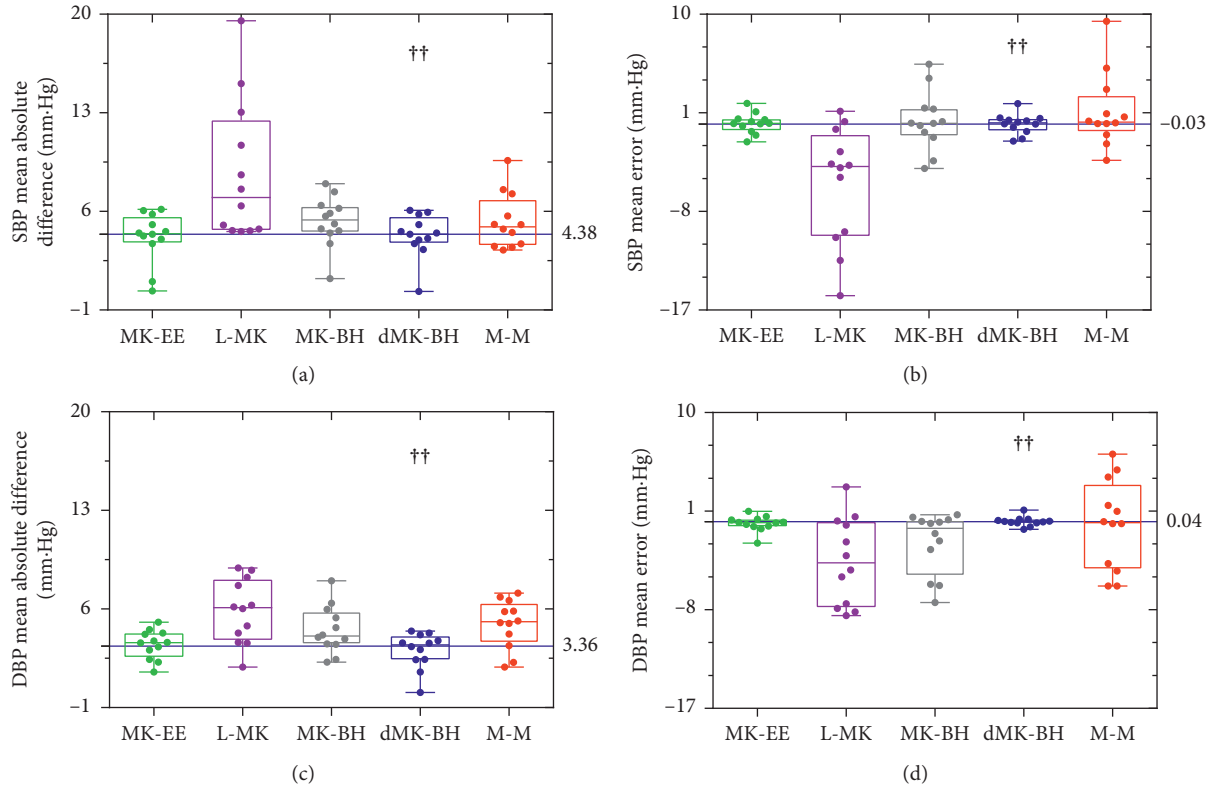 20
13
6
–1
SBP mean absolute
difference (mm·Hg)
††
4.38
MK-EE L-MK MK-BH dMK-BH M-M
(a)
10
1
–8
–17
SBP mean error (mm·Hg)
††
–0.03
MK-EE L-MK MK-BH dMK-BH M-M
(b)
20
13
6
–1
DBP mean absolute difference
(mm·Hg)
††
3.36
MK-EE L-MK MK-BH dMK-BH M-M
(c)
10
1
–8
–17
DBP mean error (mm·Hg)
††
0.04
MK-EE L-MK MK-BH dMK-BH M-M
(d)